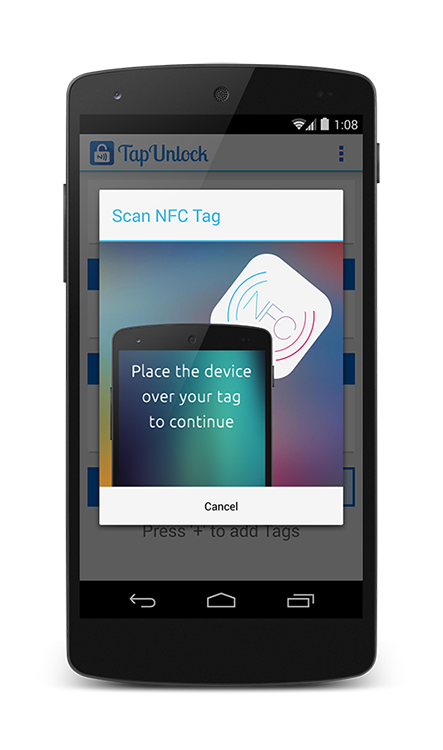 1:08
TapUnlock
Scan NFC Tag
NFC
Place the device
over your tag
to continue
Cancel
Press '+' to add Tags